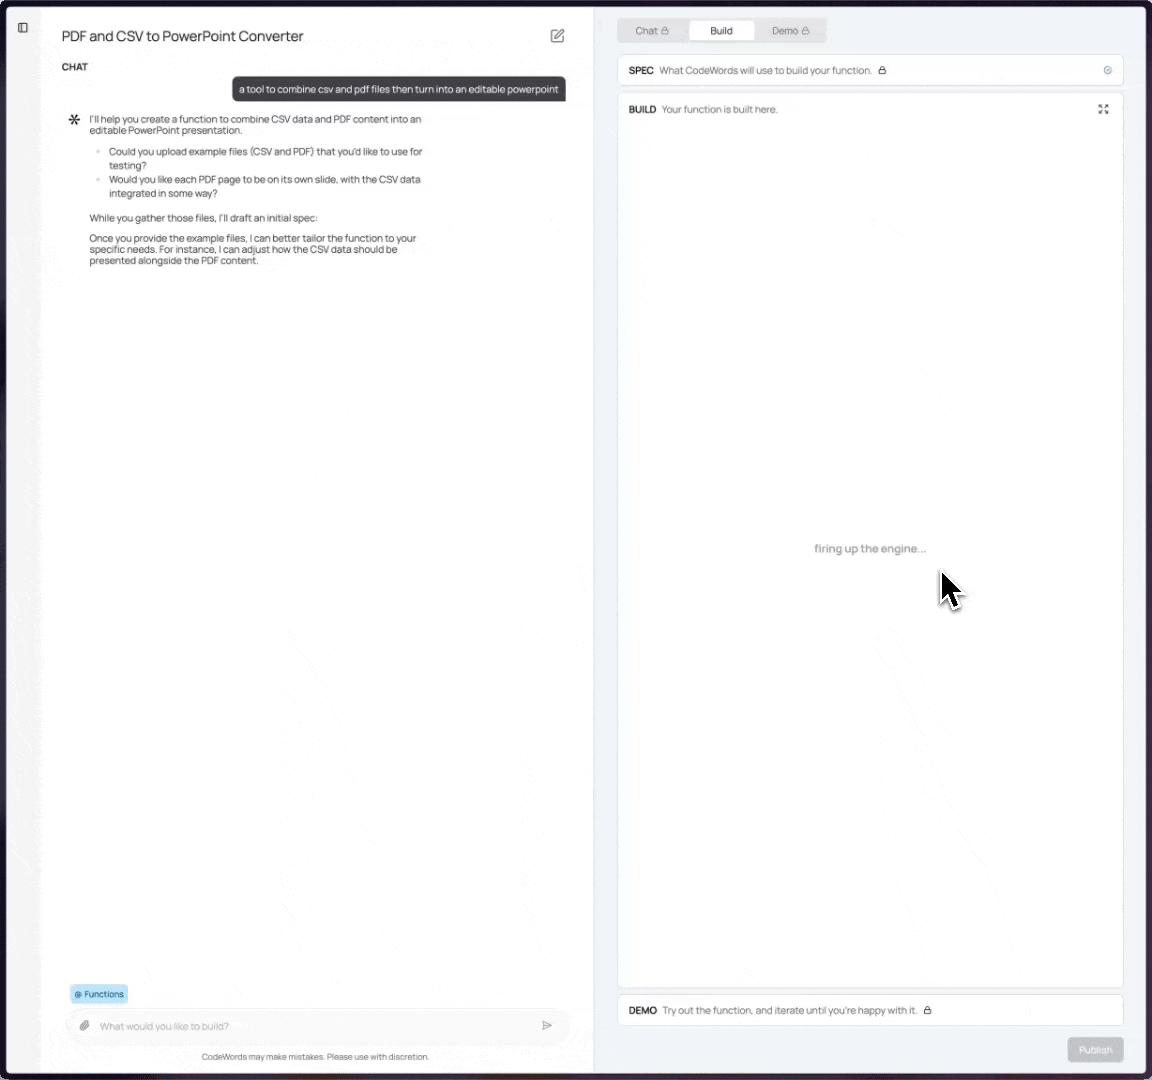 PDF and CSV to PowerPoint Converter
CHAT
a tool to combine csv and pdf files then turn into an editable powerpoint
I'll help you create a function to combine CSV data and PDF content into an
editable PowerPoint presentation.
Could you upload example files (CSV and PDF) that you'd like to use for
testing?
Would you like each PDF page to be on its own slide, with the CSV data
integrated in some way?
While you gather those files, I'll draft an initial spec:
Once you provide the example files, I can better tailor the function to your
specific needs. For instance, I can adjust how the CSV data should be
presented alongside the PDF content.
@ Functions
What would you like to build?
CodeWords may make mistakes. Please use with discretion.
Chat Build Demo
SPEC What CodeWords will use to build your function.
BUILD Your function is built here.
firing up the engine...
DEMO Try out the function, and iterate until you're happy with it.
Publish